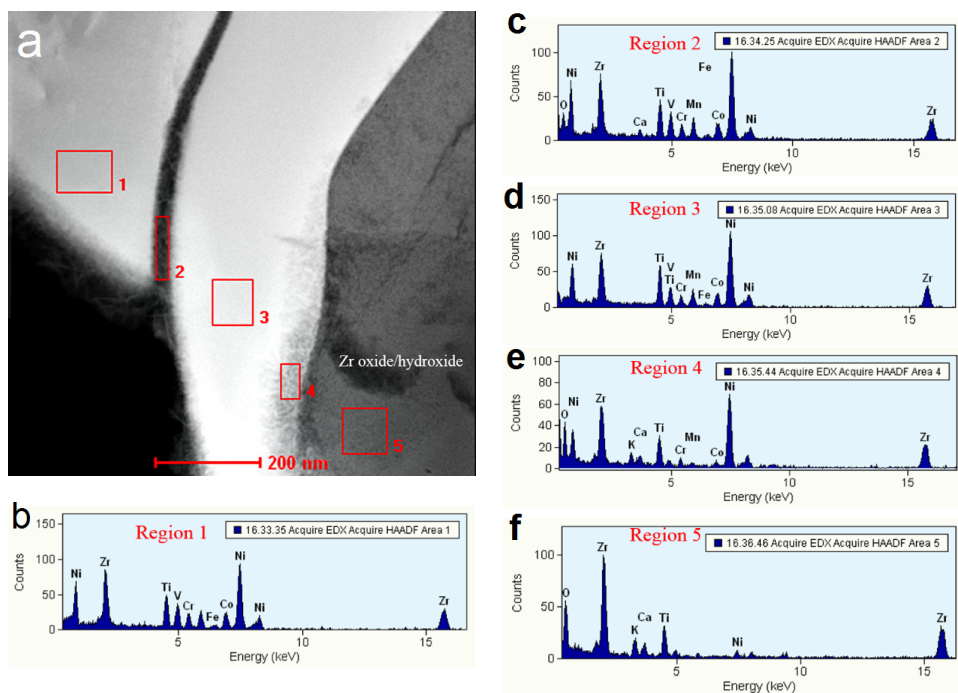 a
1
2
3
Zr oxide/hydroxide
4
5
200 nm
b
Region 1
16.33.35 Acquire EDX Acquire HAADF Area 1
Counts
150
100
50
0
Ni
Zr
Ti
V
Cr
Fe
Co
Ni
Ni
Zr
5
10
15
Energy (keV)
c
Region 2
16.34.25 Acquire EDX Acquire HAADF Area 2
Counts
100
50
0
O
Ni
Zr
Ca
Ti
V
Cr
Mn
Fe
Co
Ni
Zr
5
10
15
Energy (keV)
d
Region 3
16.35.08 Acquire EDX Acquire HAADF Area 3
Counts
150
100
50
0
Ni
Zr
Ti
V
Ti
Cr
Mn
Fe
Co
Ni
Ni
Zr
5
10
15
Energy (keV)
e
Region 4
16.35.44 Acquire EDX Acquire HAADF Area 4
Counts
100
80
60
40
20
0
O
Ni
Zr
K
Ca
Ti
Cr
Mn
Co
Ni
Zr
5
10
15
Energy (keV)
f
Region 5
16.36.46 Acquire EDX Acquire HAADF Area 5
Counts
100
50
0
O
Zr
K
Ca
Ti
Ni
Zr
5
10
15
Energy (keV)